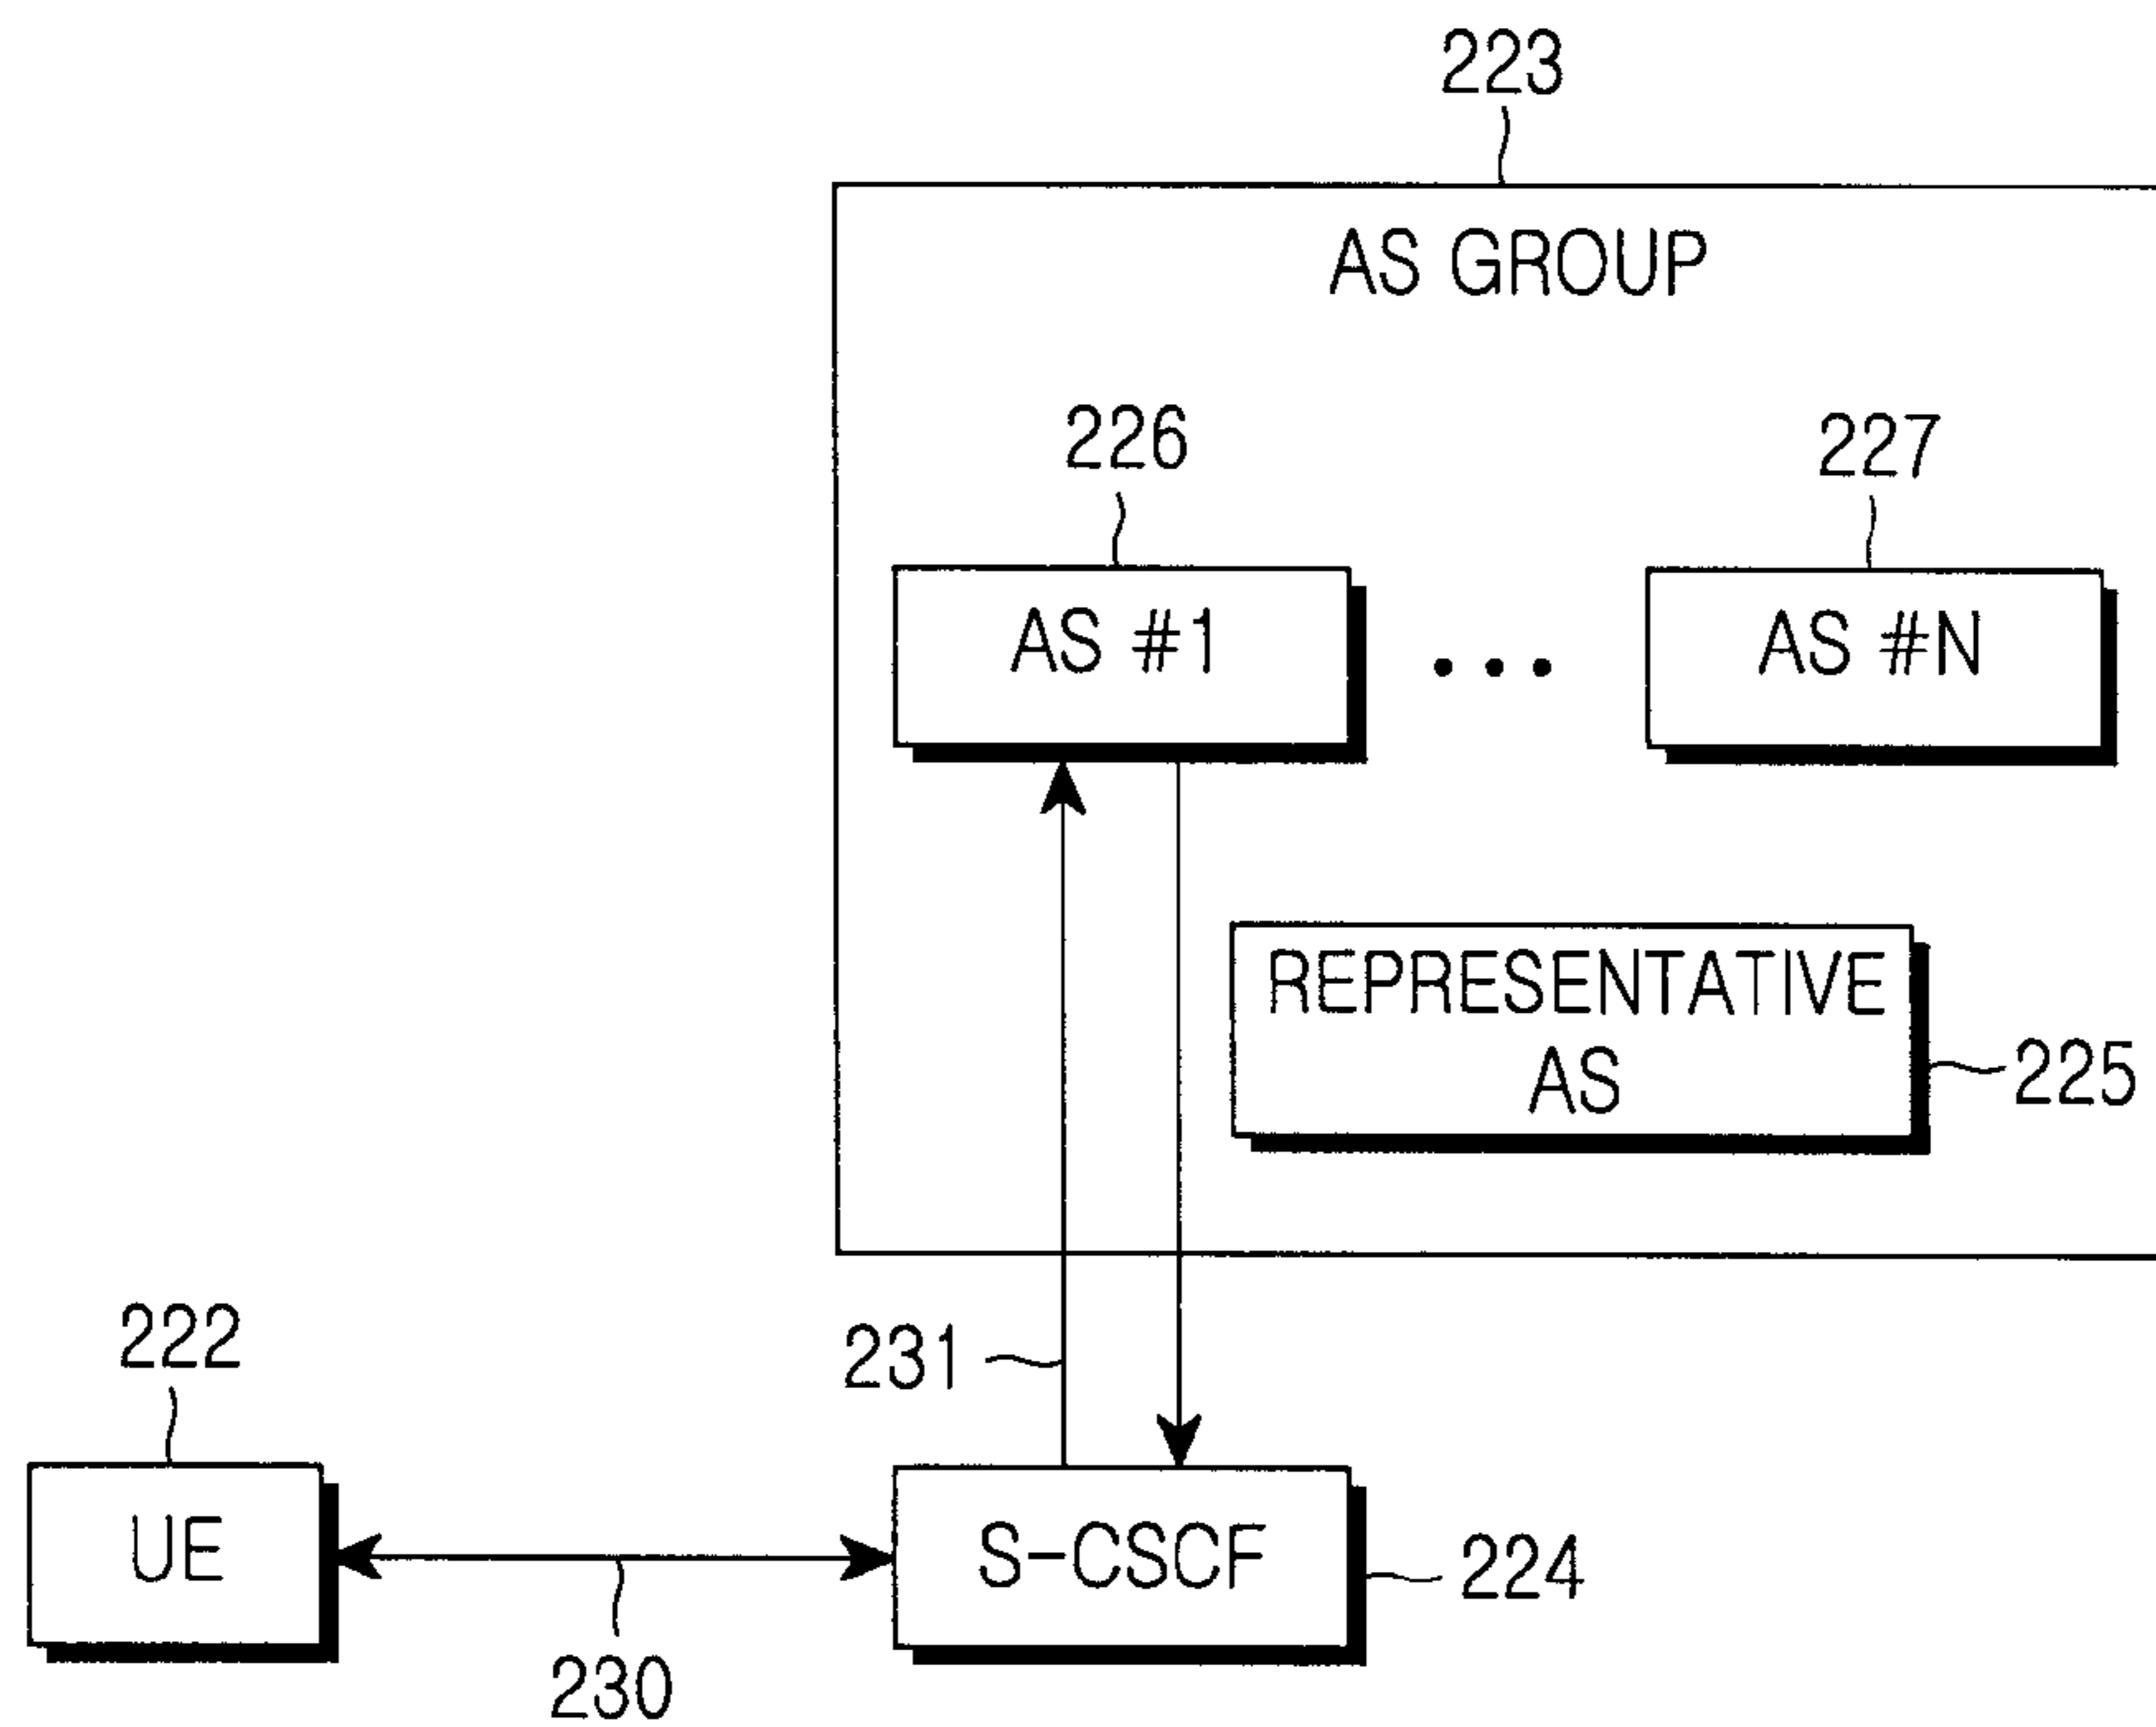 223
AS GROUP
226
227
AS #1
...
AS #N
REPRESENTATIVE
AS
225
231
222
UE
S-CSCF
224
230